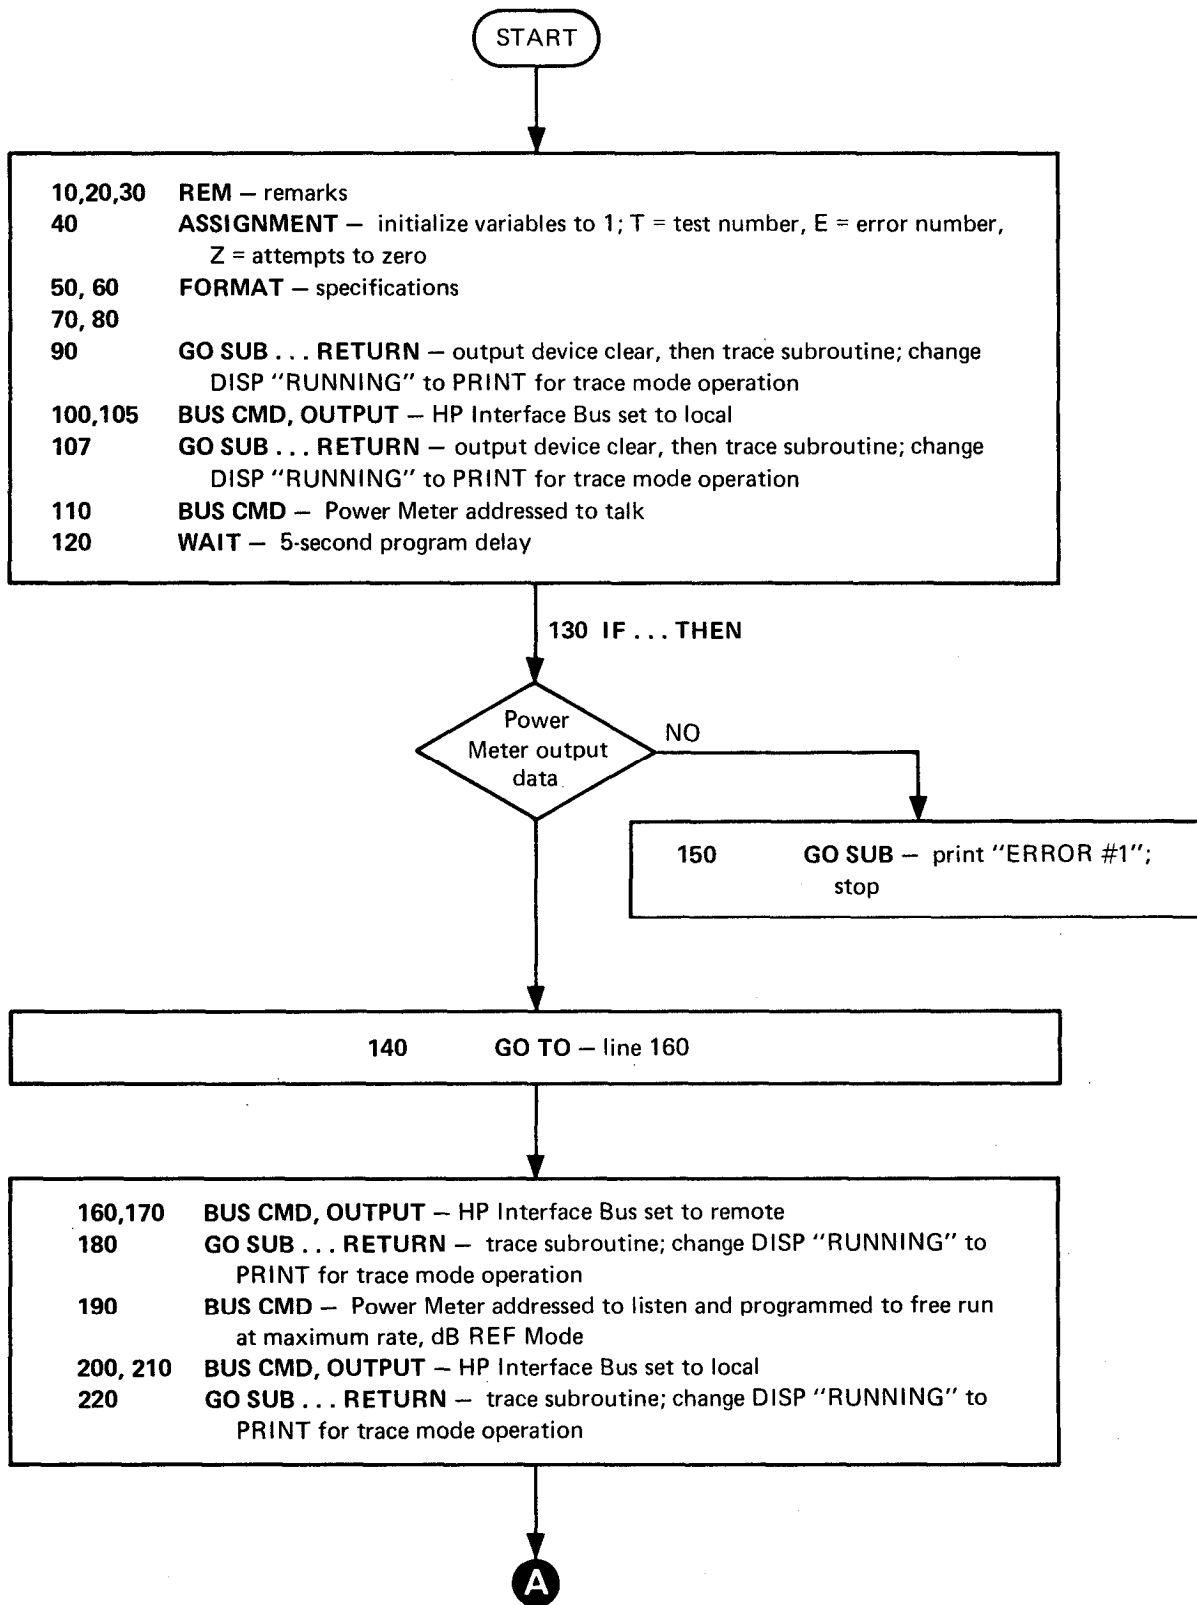 START
10,20,30 REM — remarks
40 ASSIGNMENT — initialize variables to 1; T = test number, E = error number,
Z = attempts to zero
50, 60 FORMAT — specifications
70, 80
90 GO SUB ... RETURN — output device clear, then trace subroutine; change
DISP "RUNNING" to PRINT for trace mode operation
100,105 BUS CMD, OUTPUT — HP Interface Bus set to local
107 GO SUB ... RETURN — output device clear, then trace subroutine; change
DISP "RUNNING" to PRINT for trace mode operation
110 BUS CMD — Power Meter addressed to talk
120 WAIT — 5-second program delay
130 IF ... THEN
Power
Meter output
data
NO
150 GO SUB — print "ERROR #1";
stop
140 GO TO — line 160
160,170 BUS CMD, OUTPUT — HP Interface Bus set to remote
180 GO SUB ... RETURN — trace subroutine; change DISP "RUNNING" to
PRINT for trace mode operation
190 BUS CMD — Power Meter addressed to listen and programmed to free run
at maximum rate, dB REF Mode
200, 210 BUS CMD, OUTPUT — HP Interface Bus set to local
220 GO SUB ... RETURN — trace subroutine; change DISP "RUNNING" to
PRINT for trace mode operation
A